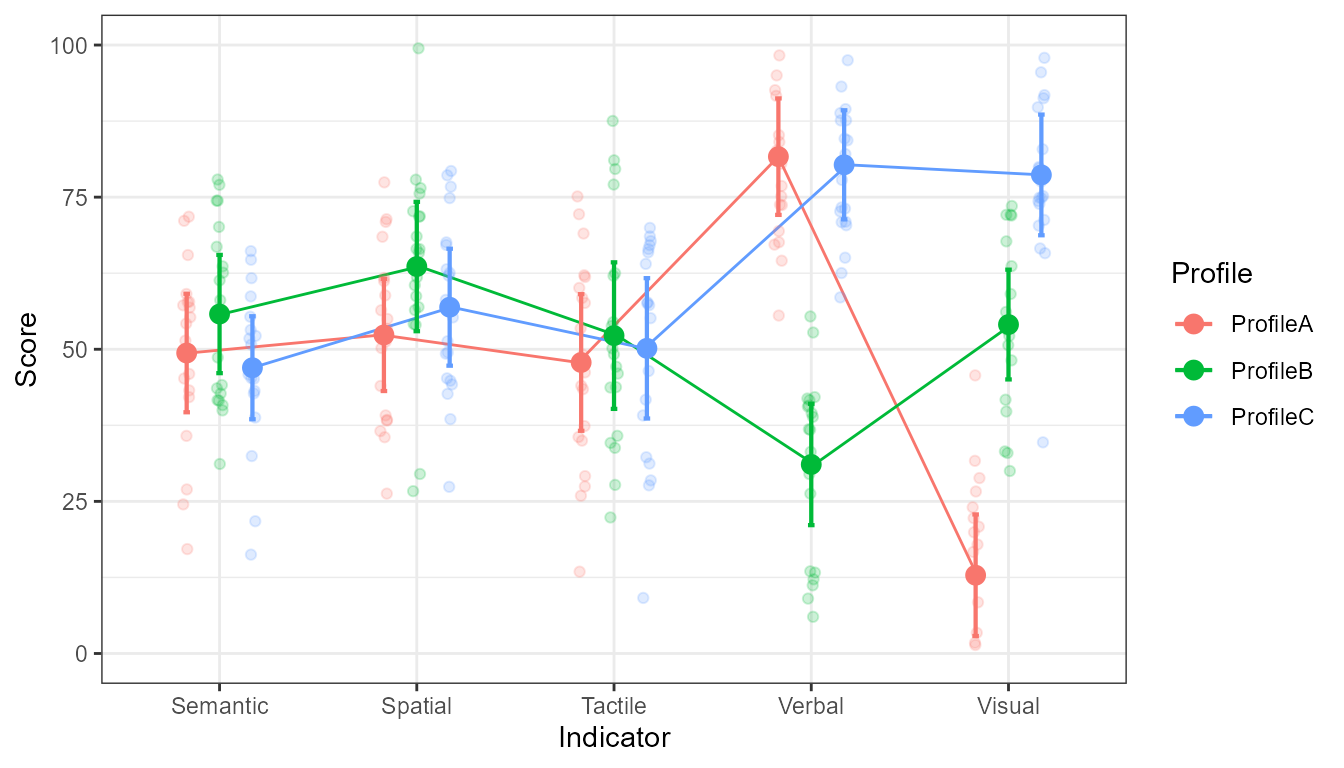 100
75
50
25
0
Score
Semantic
Spatial
Tactile
Verbal
Visual
Indicator
Profile
ProfileA
ProfileB
ProfileC